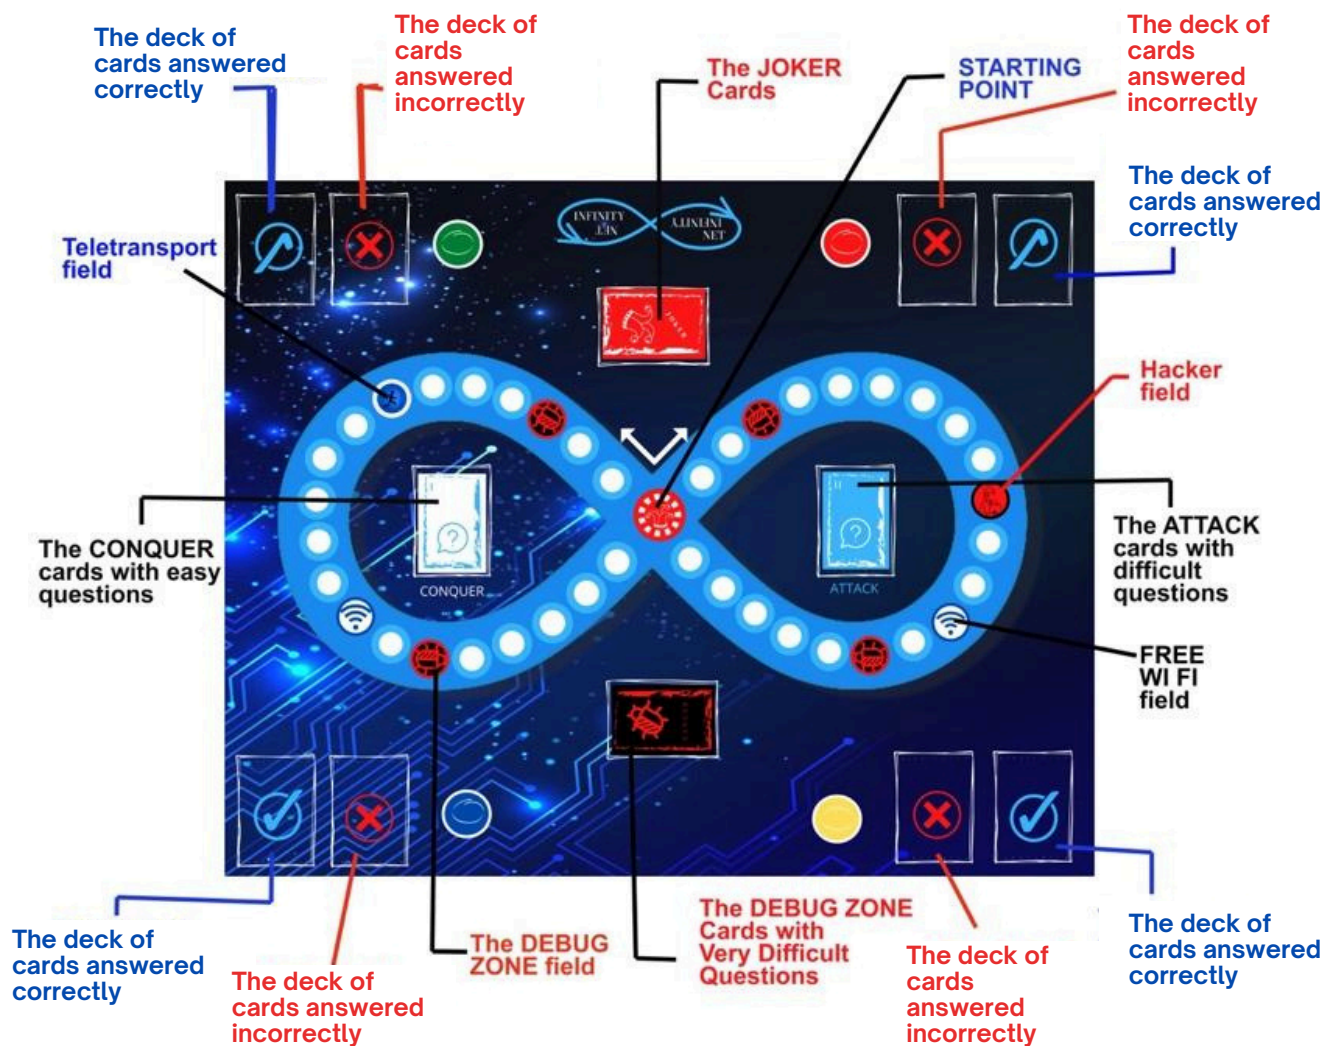 The deck of
cards answered
correctly
The deck of
cards
answered
incorrectly
The JOKER
Cards
STARTING
POINT
The deck of
cards
answered
incorrectly
The deck of
cards answered
correctly
Teletransport
field
INFINITY
NET
INFINITY
NET
JOKER
Hacker
field
The CONQUER
cards with easy
questions
CONQUER
ATTACK
The ATTACK
cards with
difficult
questions
FREE
WI FI
field
The deck of
cards answered
correctly
The deck of
cards answered
incorrectly
The DEBUG
ZONE field
The DEBUG ZONE
Cards with
Very Difficult
Questions
The deck of
cards
answered
incorrectly
The deck of
cards answered
correctly